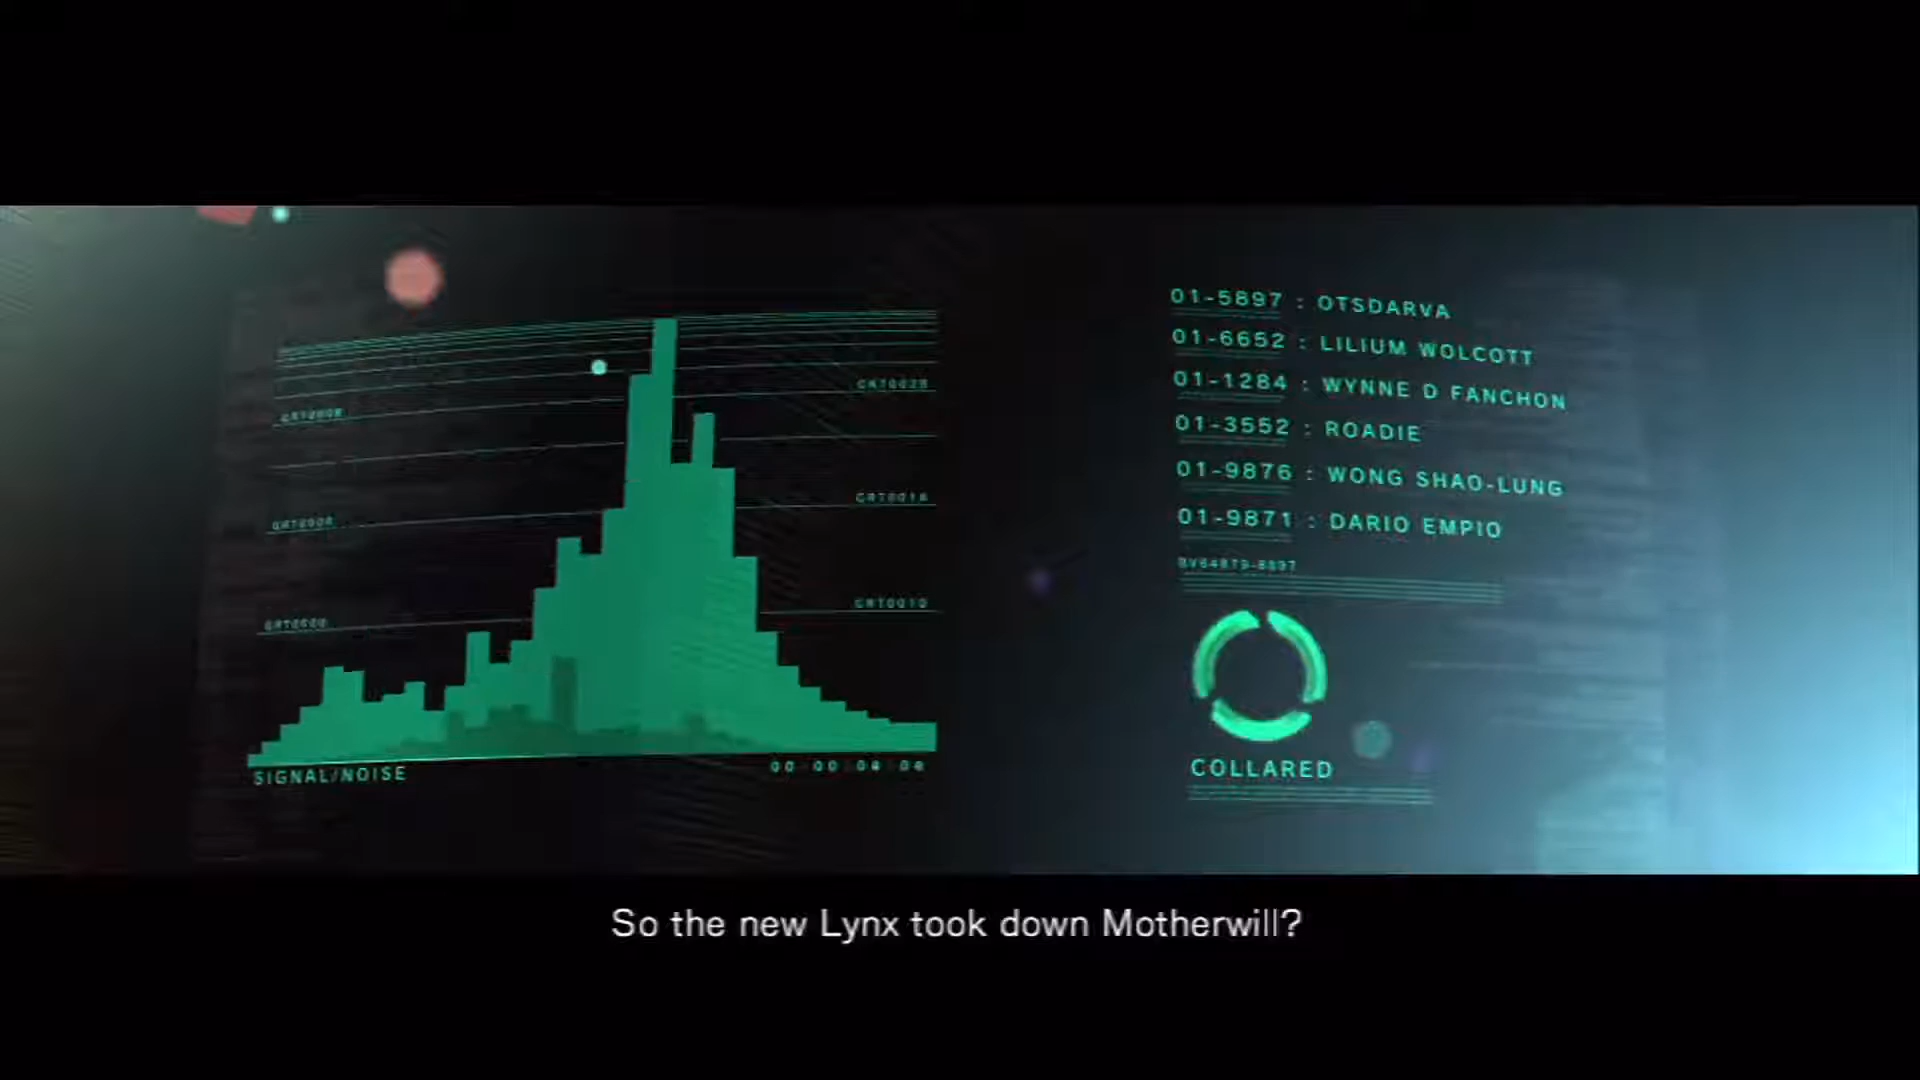 01-5897 : OTSDARVA
01-6652 : LILIUM WOLCOTT
01-1284 : WYNNE D FANCHON
01-3552 : ROADIE
01-9876 : WONG SHAO-LUNG
01-9871 : DARIO EMPIO
COLLARED
SIGNAL/NOISE
So the new Lynx took down Motherwill?